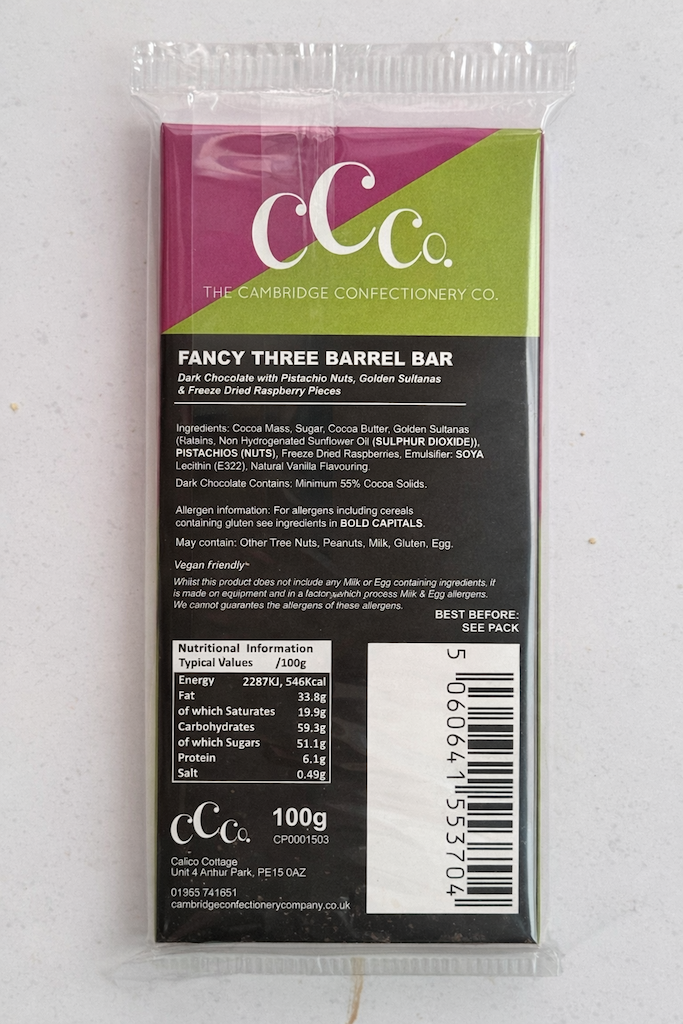 CCCo.
THE CAMBRIDGE CONFECTIONERY CO.
FANCY THREE BARREL BAR
Dark Chocolate with Pistachio Nuts, Golden Sultanas
& Freeze Dried Raspberry Pieces
Ingredients: Cocoa Mass, Sugar, Cocoa Butter, Golden Sultanas
(Raisins, Non Hydrogenated Sunflower Oil (SULPHUR DIOXIDE)),
PISTACHIOS (NUTS), Freeze Dried Raspberries, Emulsifier: SOYA
Lecithin (E322), Natural Vanilla Flavouring.
Dark Chocolate Contains: Minimum 55% Cocoa Solids.
Allergen information: For allergens including cereals
containing gluten see ingredients in BOLD CAPITALS.
May contain: Other Tree Nuts, Peanuts, Milk, Gluten, Egg.
Vegan friendly~
Whilst this product does not include any Milk or Egg containing ingredients, it
is made on equipment and in a factory which process Milk & Egg allergens.
We cannot guarantes the allergens of these allergens.
BEST BEFORE:
SEE PACK
Nutritional Information
Typical Values /100g
Energy 2287KJ, 546Kcal
Fat 33.8g
of which Saturates 19.9g
Carbohydrates 59.3g
of which Sugars 51.1g
Protein 6.1g
Salt 0.49g
5 060641 553704
CCCo.
100g
CP0001503
Calico Cottage
Unit 4 Anhur Park, PE15 0AZ
01965 741651
cambridgeconfectionerycompany.co.uk